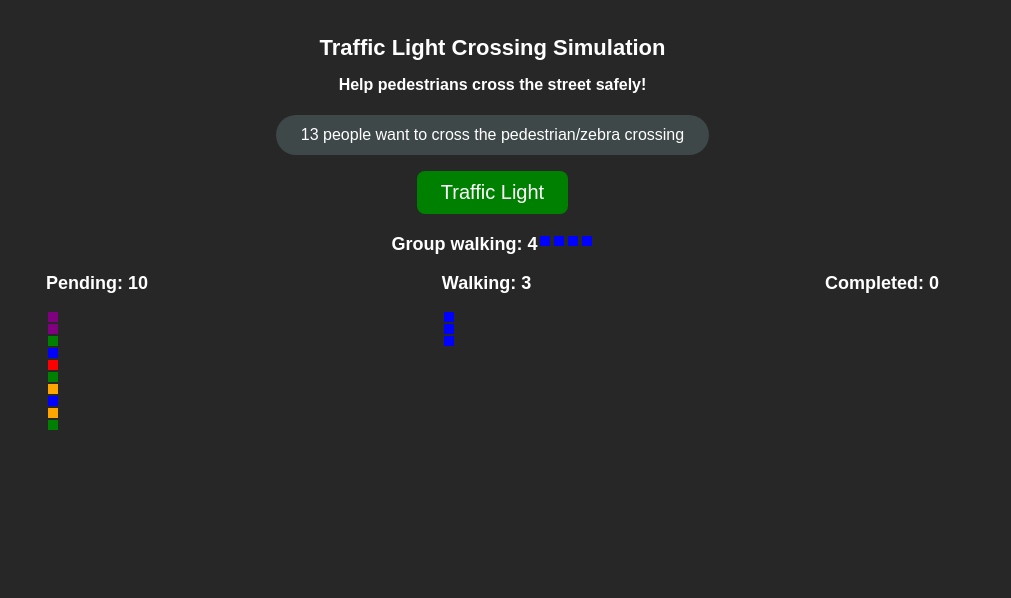 Traffic Light Crossing Simulation
Help pedestrians cross the street safely!
13 people want to cross the pedestrian/zebra crossing
Traffic Light
Group walking: 4
Pending: 10
Walking: 3
Completed: 0